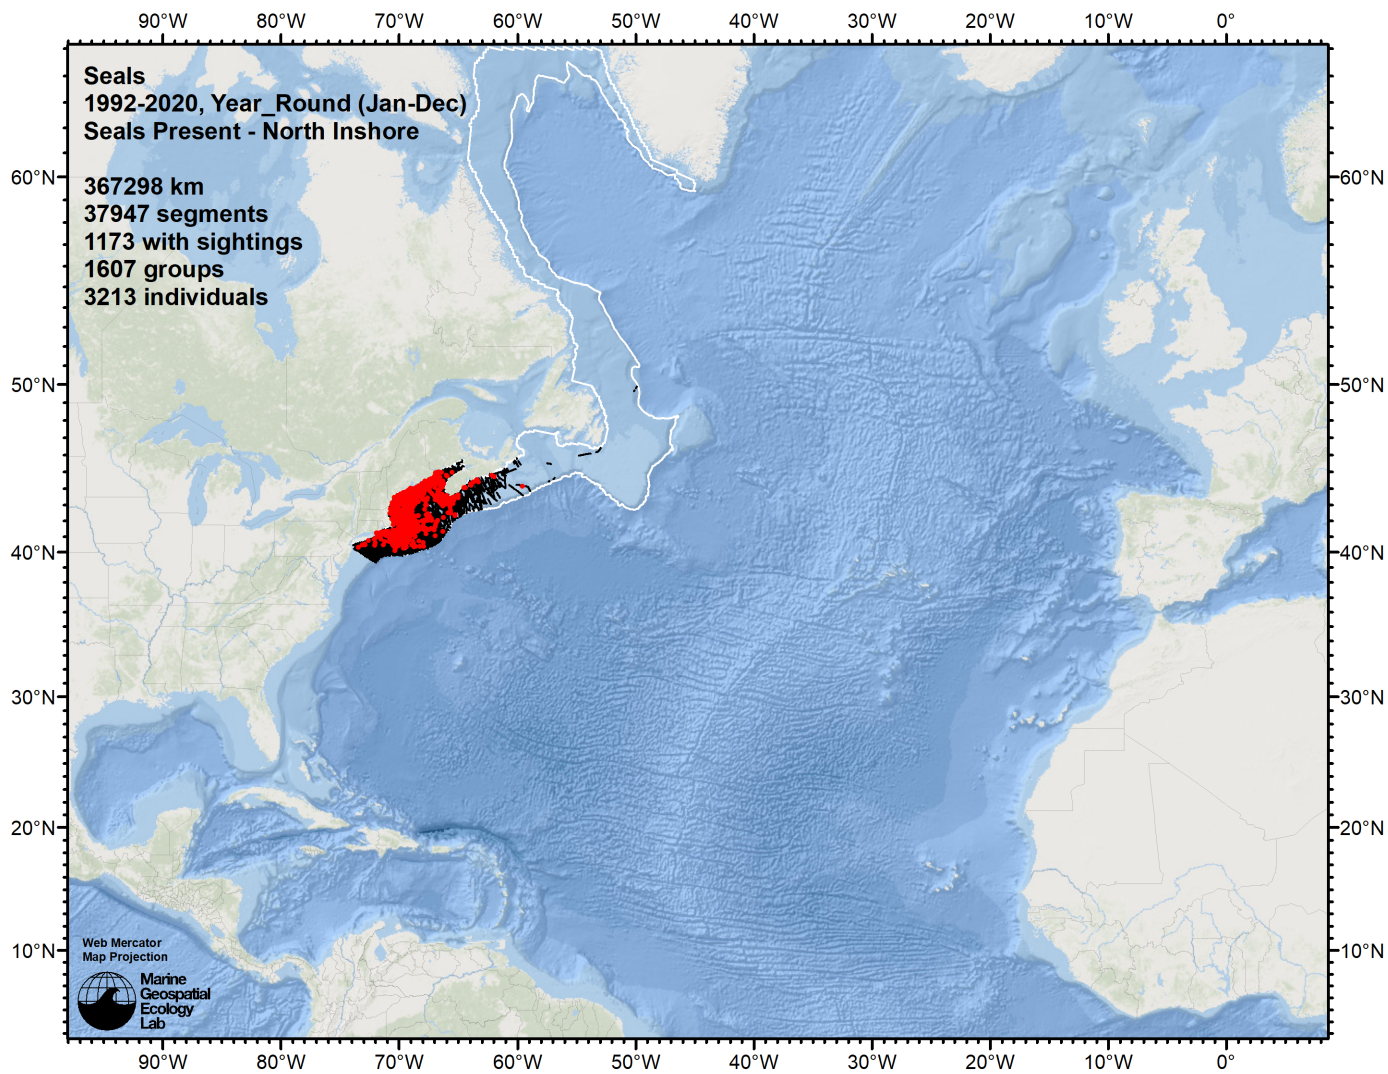 90°W 80°W 70°W 60°W 50°W 40°W 30°W 20°W 10°W 0°
Seals
1992-2020, Year_Round (Jan-Dec)
Seals Present - North Inshore
367298 km
37947 segments
1173 with sightings
1607 groups
3213 individuals
60°N 60°N
50°N 50°N
40°N 40°N
30°N 30°N
20°N 20°N
10°N 10°N
Web Mercator
Map Projection
Marine
Geospatial
Ecology
Lab
90°W 80°W 70°W 60°W 50°W 40°W 30°W 20°W 10°W 0°